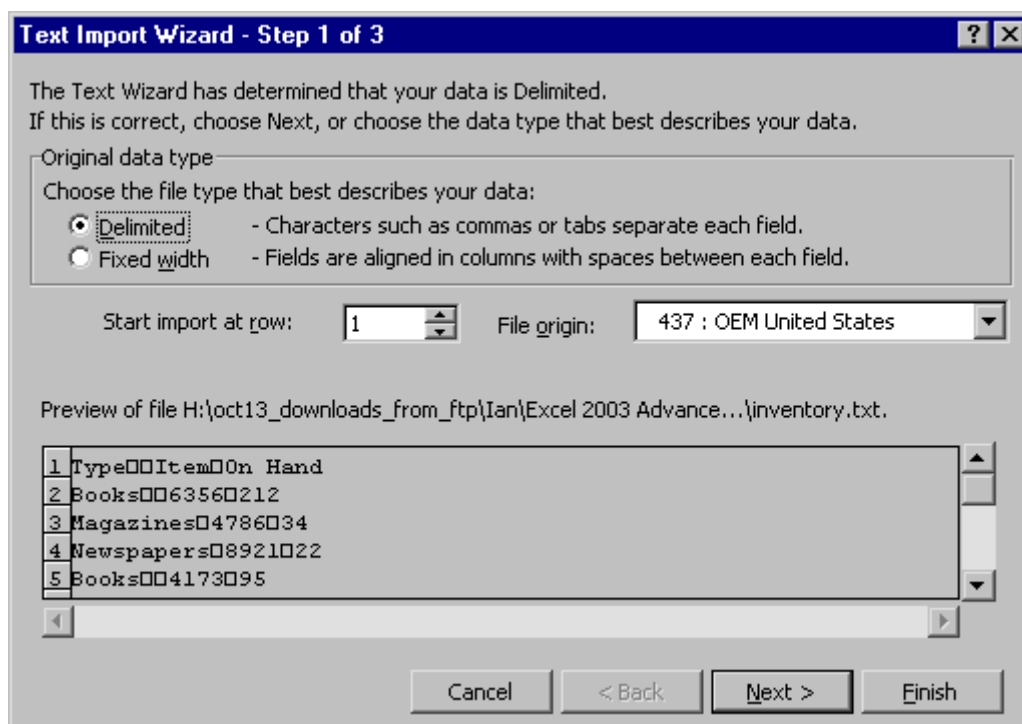 Text Import Wizard - Step 1 of 3
The Text Wizard has determined that your data is Delimited.
If this is correct, choose Next, or choose the data type that best describes your data.
Original data type
Choose the file type that best describes your data:
Delimited - Characters such as commas or tabs separate each field.
Fixed width - Fields are aligned in columns with spaces between each field.
Start import at row: 1 File origin: 437 : OEM United States
Preview of file H:\oct13_downloads_from_ftp\Ian\Excel 2003 Advance...\inventory.txt.
1 Type□□Item□On Hand
2 Books□□6356□212
3 Magazines□4786□34
4 Newspapers□8921□22
5 Books□□4173□95
Cancel < Back Next > Finish